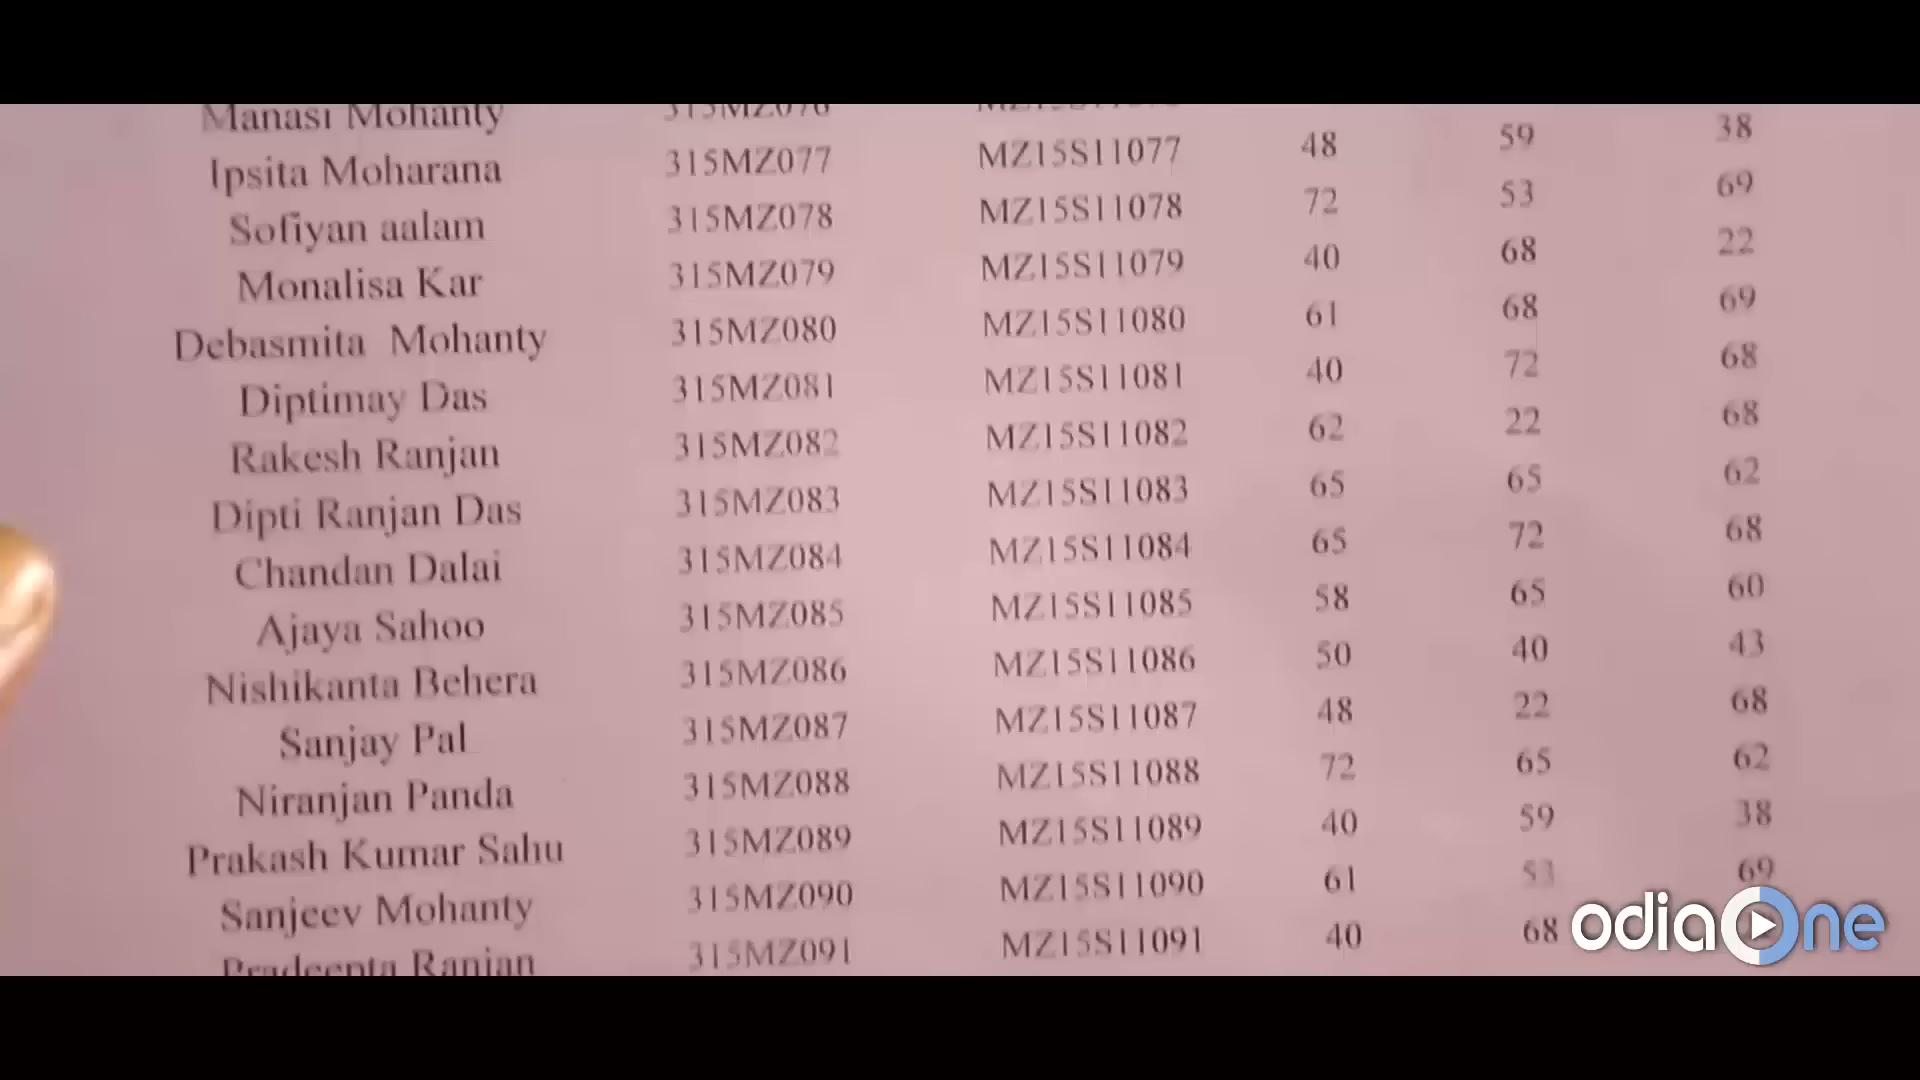 Manasi Mohanty 315MZ076
Ipsita Moharana 315MZ077 MZ15S11077 48 59 38
Sofiyan aalam 315MZ078 MZ15S11078 72 53 69
Monalisa Kar 315MZ079 MZ15S11079 40 68 22
Debasmita Mohanty 315MZ080 MZ15S11080 61 68 69
Diptimay Das 315MZ081 MZ15S11081 40 72 68
Rakesh Ranjan 315MZ082 MZ15S11082 62 22 68
Dipti Ranjan Das 315MZ083 MZ15S11083 65 65 62
Chandan Dalai 315MZ084 MZ15S11084 65 72 68
Ajaya Sahoo 315MZ085 MZ15S11085 58 65 60
Nishikanta Behera 315MZ086 MZ15S11086 50 40 43
Sanjay Pal 315MZ087 MZ15S11087 48 22 68
Niranjan Panda 315MZ088 MZ15S11088 72 65 62
Prakash Kumar Sahu 315MZ089 MZ15S11089 40 59 38
Sanjeev Mohanty 315MZ090 MZ15S11090 61 53 69
Pradeepta Ranjan 315MZ091 MZ15S11091 40 68
odiaOne